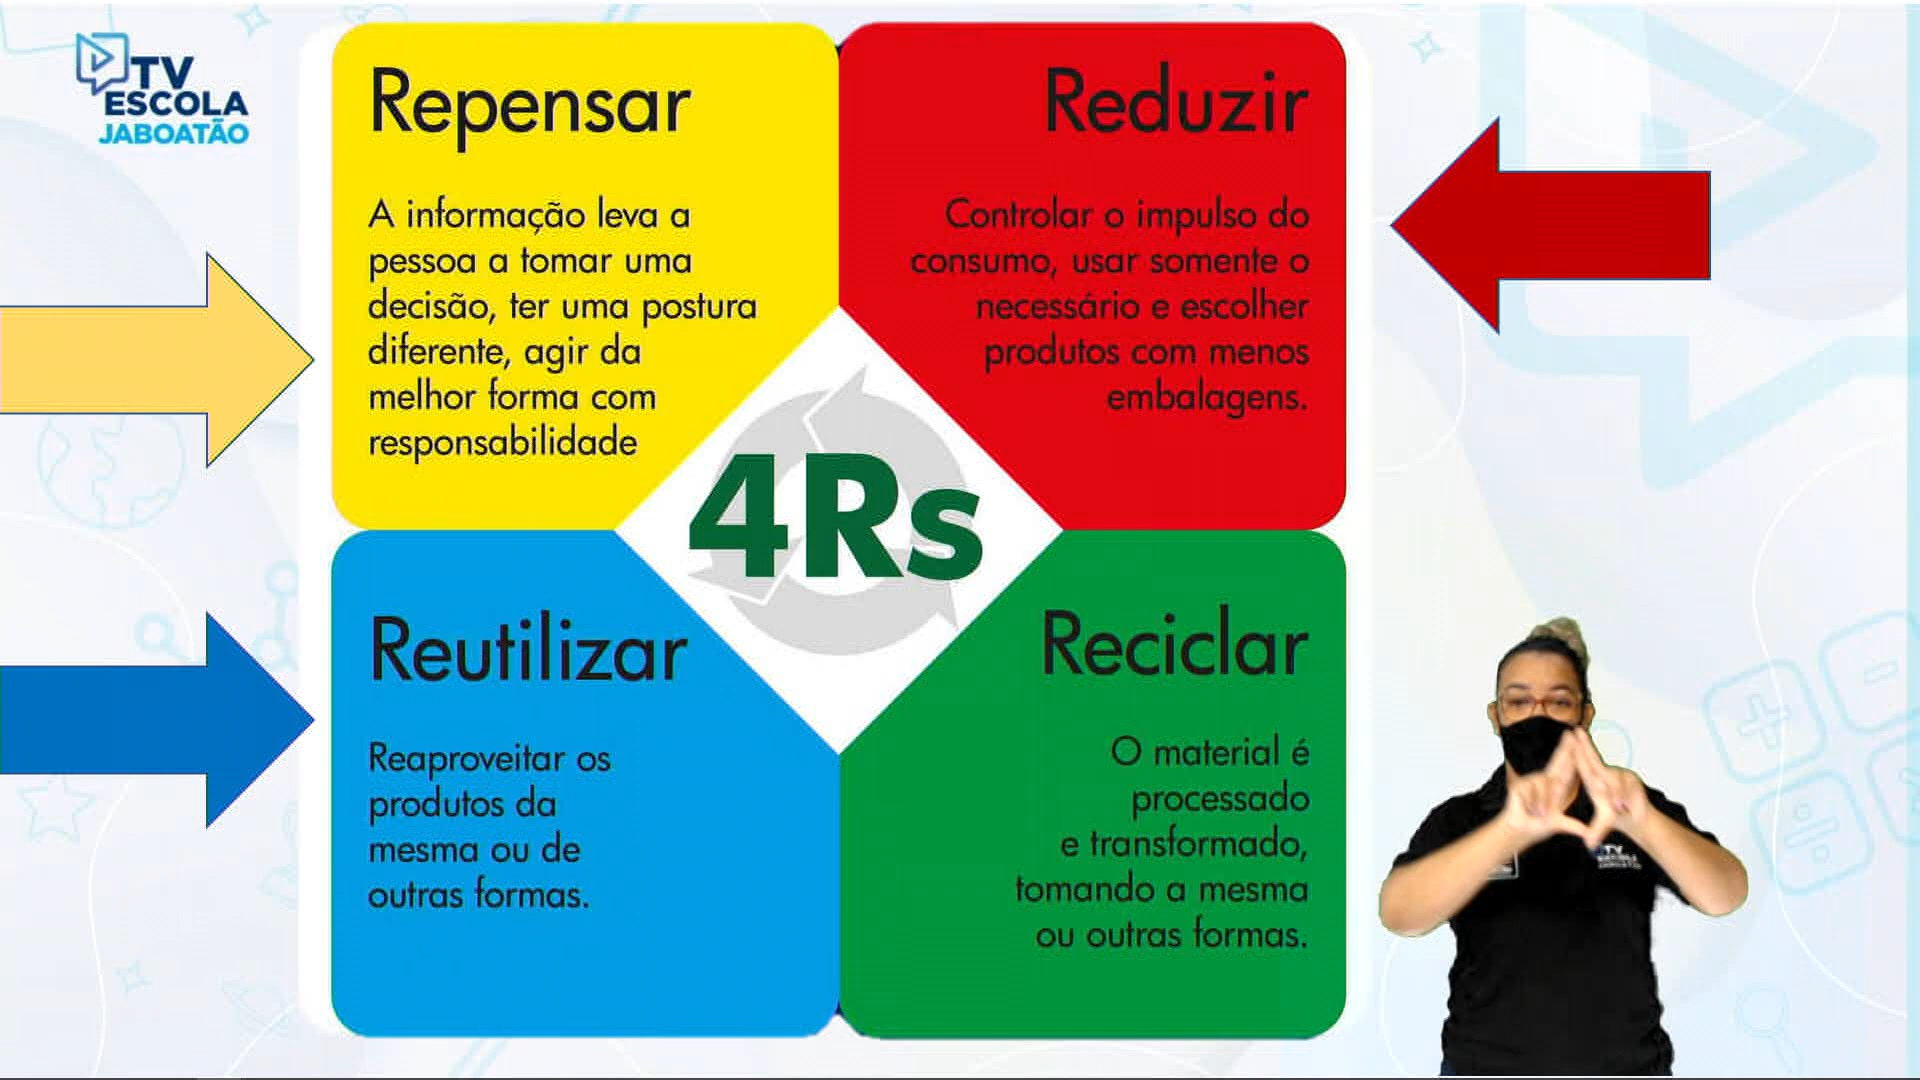 TV
ESCOLA
JABOATÃO
Repensar
A informação leva a
pessoa a tomar uma
decisão, ter uma postura
diferente, agir da
melhor forma com
responsabilidade
Reduzir
Controlar o impulso do
consumo, usar somente o
necessário e escolher
produtos com menos
embalagens.
4Rs
Reutilizar
Reaproveitar os
produtos da
mesma ou de
outras formas.
Reciclar
O material é
processado
e transformado,
tomando a mesma
ou outras formas.
TV
ESCOLA